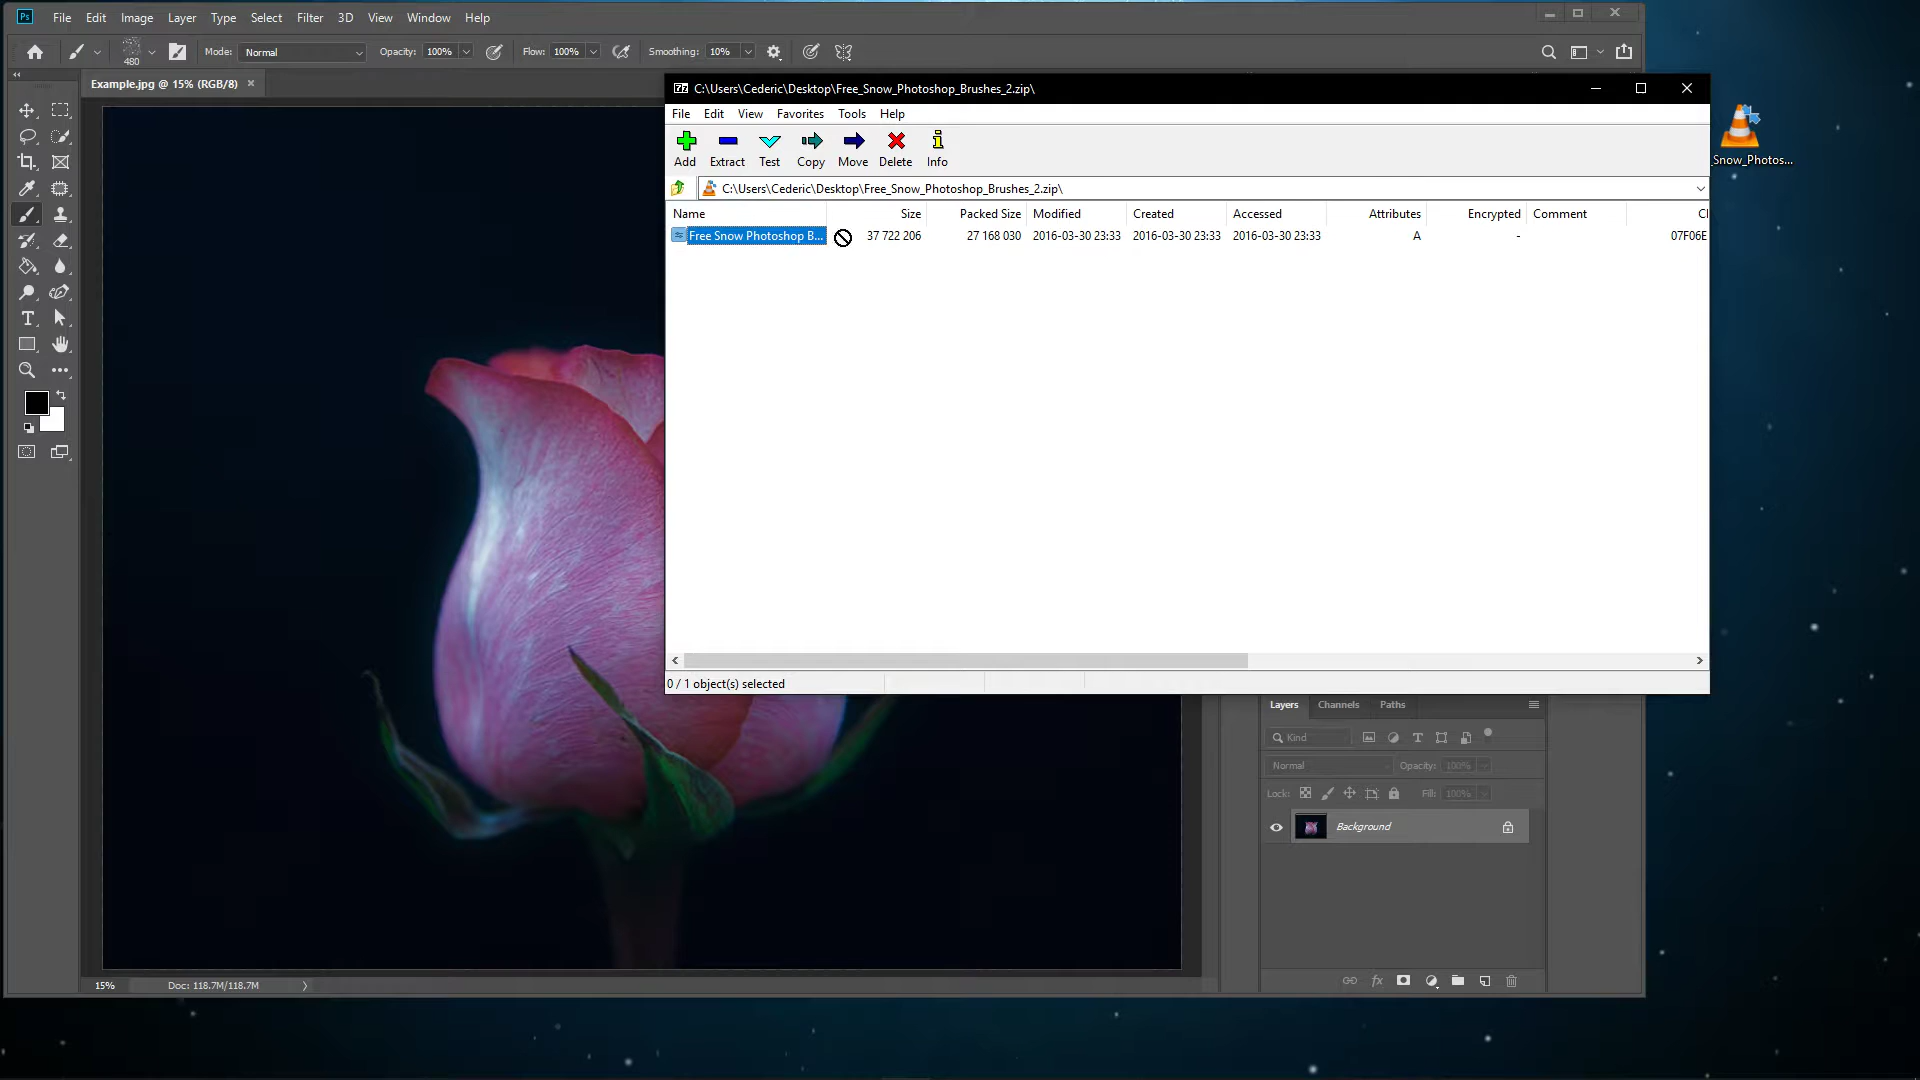 Ps File Edit Image Layer Type Select Filter 3D View Window Help
480 Mode: Normal Opacity: 100% Flow: 100% Smoothing: 10%
Example.jpg @ 15% (RGB/8)
C:\Users\Cederic\Desktop\Free_Snow_Photoshop_Brushes_2.zip\
File Edit View Favorites Tools Help
Add Extract Test Copy Move Delete Info
C:\Users\Cederic\Desktop\Free_Snow_Photoshop_Brushes_2.zip\
Name Size Packed Size Modified Created Accessed Attributes Encrypted Comment
Free Snow Photoshop B... 37 722 206 27 168 030 2016-03-30 23:33 2016-03-30 23:33 2016-03-30 23:33 A - 07F06E
0 / 1 object(s) selected
_Snow_Photos...
Layers Channels Paths
Kind
Normal Opacity: 100%
Lock: Fill: 100%
Background
fx
15% Doc: 118.7M/118.7M